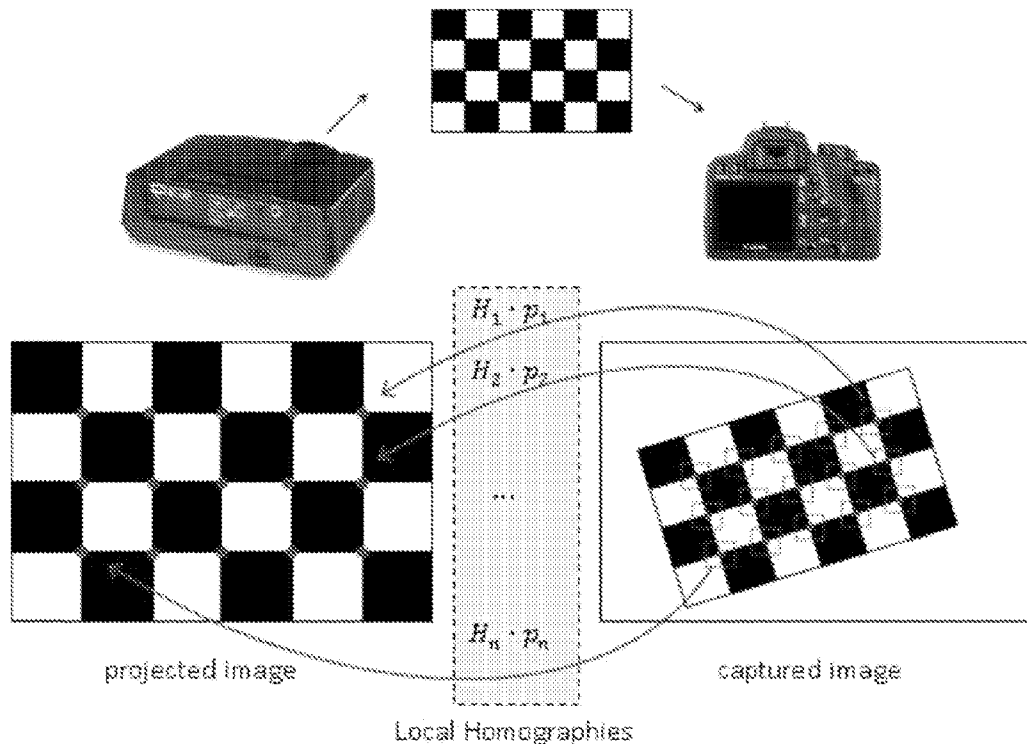 H₁ · p₁
H₂ · p₂
...
Hₙ · pₙ
projected image
captured image
Local Homographies